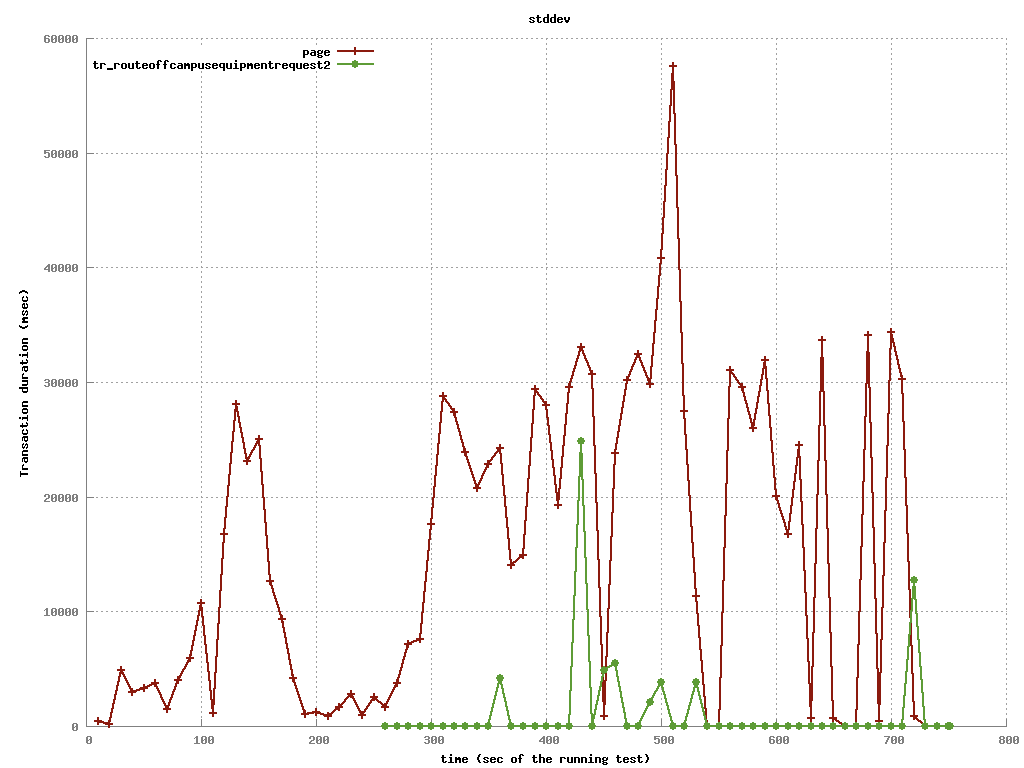 stddev
60000
page
tr_routeoffcampusequipmentrequest2
50000
40000
30000
20000
10000
0
0 100 200 300 400 500 600 700 800
Transaction duration (msec)
time (sec of the running test)